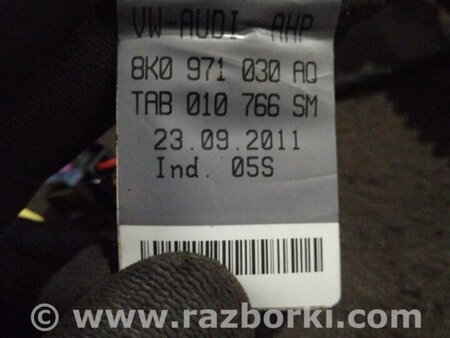 VW-AUDI- AHP
8K0 971 030 AQ
TAB 010 766 SM
23.09.2011
Ind. 05S
© www.razborki.com